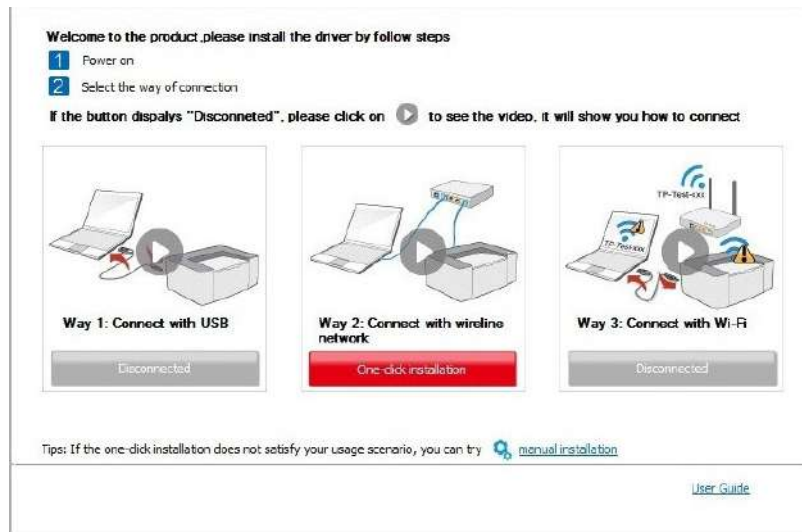 Welcome to the product,please install the driver by follow steps
1 Power on
2 Select the way of connection
If the button dispalys "Disconneted", please click on to see the video, it will show you how to connect
TP-Test-xxx
TP-Test-xxx
Way 1: Connect with USB
Way 2: Connect with wireline
network
Way 3: Connect with Wi-Fi
Disconnected
One-click installation
Disconnected
Tips: If the one-click installation does not satisfy your usage scenario, you can try manual installation
User Guide